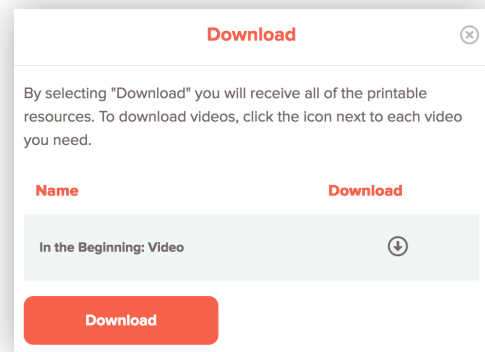 Download
By selecting "Download" you will receive all of the printable
resources. To download videos, click the icon next to each video
you need.
Name Download
In the Beginning: Video
Download